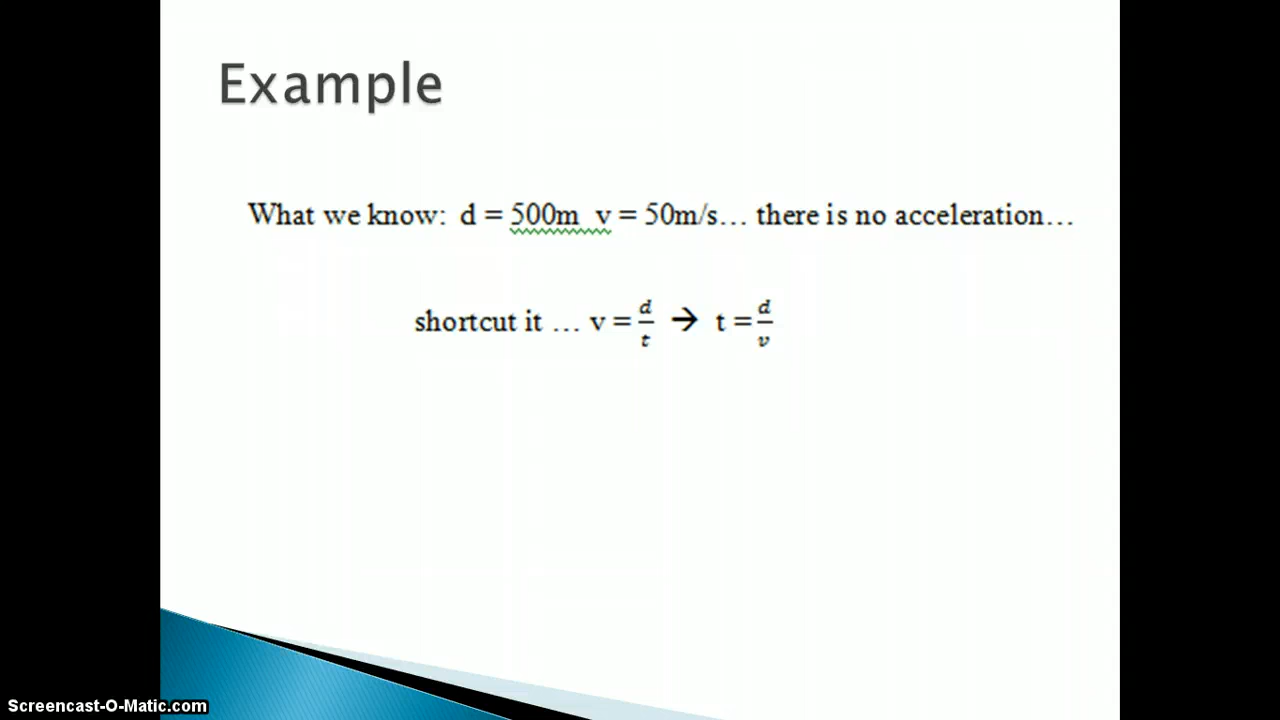 Example
What we know: d = 500m v = 50m/s... there is no acceleration...
shortcut it ... v = d/t → t = d/v
Screencast-O-Matic.com